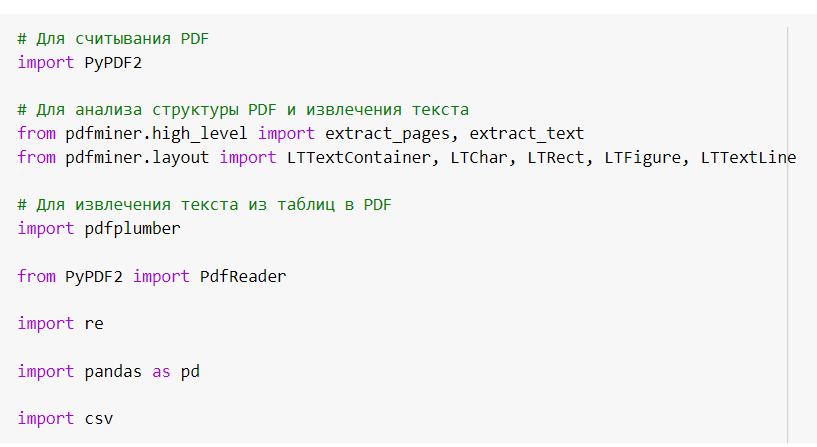 # Для считывания PDF
import PyPDF2
# Для анализа структуры PDF и извлечения текста
from pdfminer.high_level import extract_pages, extract_text
from pdfminer.layout import LTTextContainer, LTChar, LTRect, LTFigure, LTTextLine
# Для извлечения текста из таблиц в PDF
import pdfplumber
from PyPDF2 import PdfReader
import re
import pandas as pd
import csv